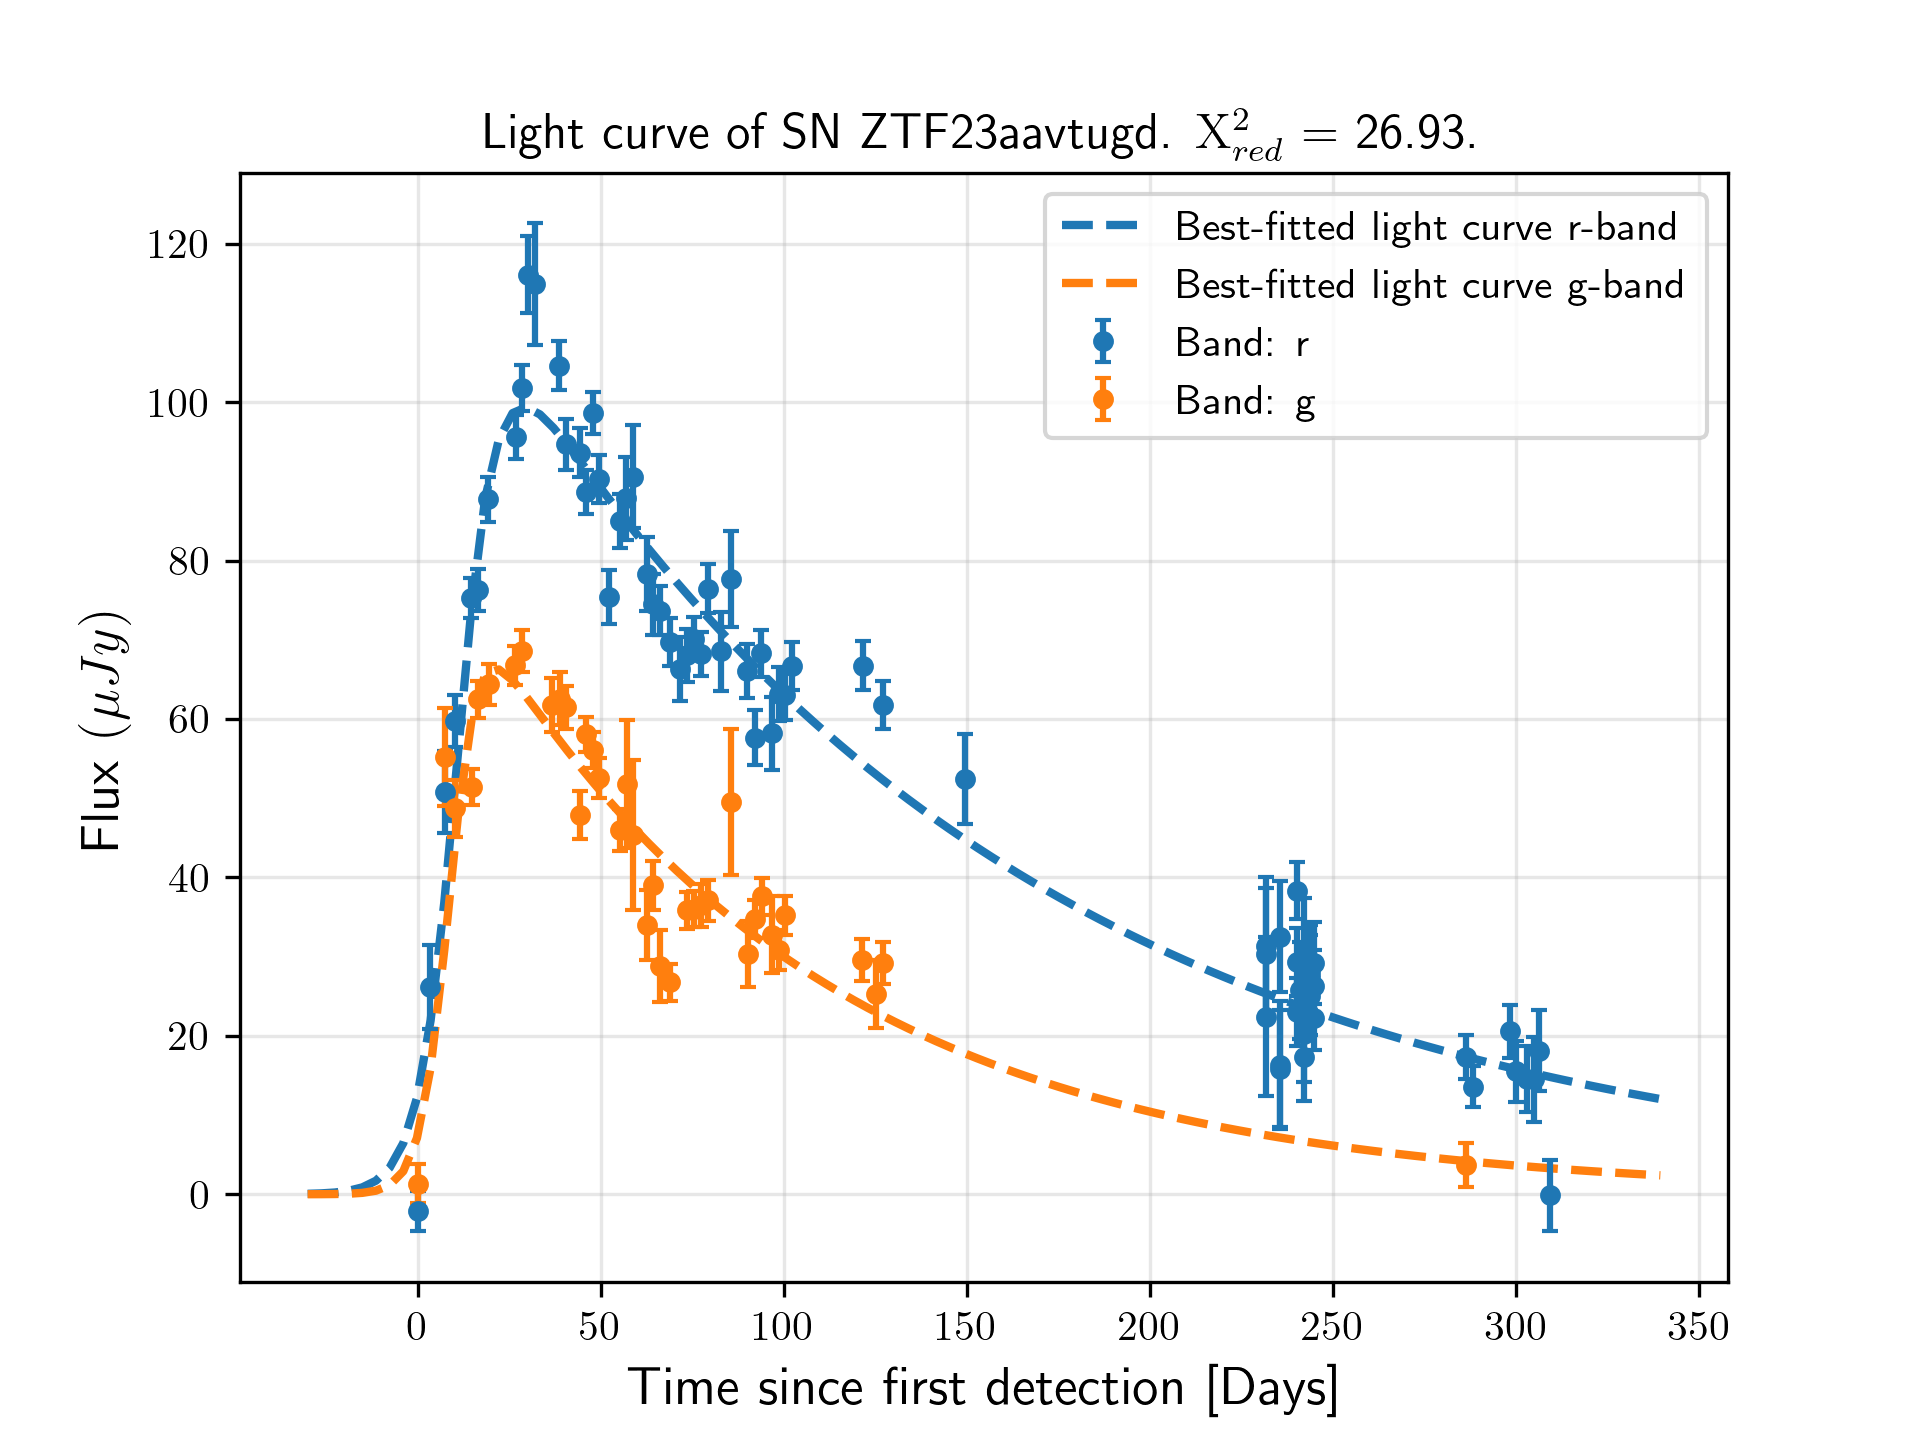 Light curve of SN ZTF23aavtugd. X²_red = 26.93.
Best-fitted light curve r-band
Best-fitted light curve g-band
Band: r
Band: g
Flux (μJy)
120
100
80
60
40
20
0
0 50 100 150 200 250 300 350
Time since first detection [Days]